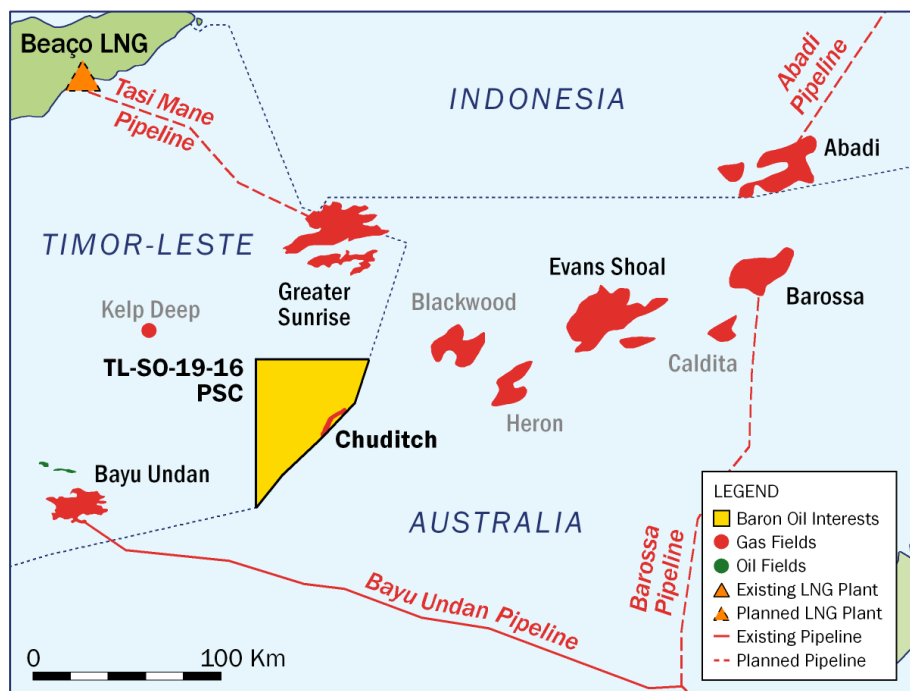 Beaço LNG
Tasi Mane
Pipeline
INDONESIA
Abadi
Pipeline
Abadi
TIMOR-LESTE
Greater
Sunrise
Kelp Deep
Blackwood
Evans Shoal
Barossa
Caldita
Heron
TL-SO-19-16
PSC
Chuditch
Bayu Undan
AUSTRALIA
Bayu Undan Pipeline
Barossa
Pipeline
LEGEND
Baron Oil Interests
Gas Fields
Oil Fields
Existing LNG Plant
Planned LNG Plant
Existing Pipeline
Planned Pipeline
0 100 Km